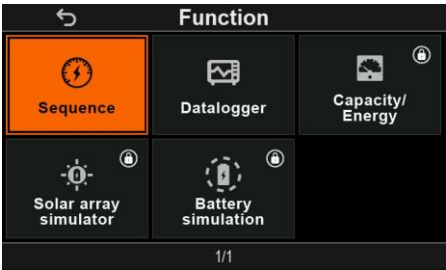 Function
Sequence
Datalogger
Capacity/
Energy
Solar array
simulator
Battery
simulation
1/1